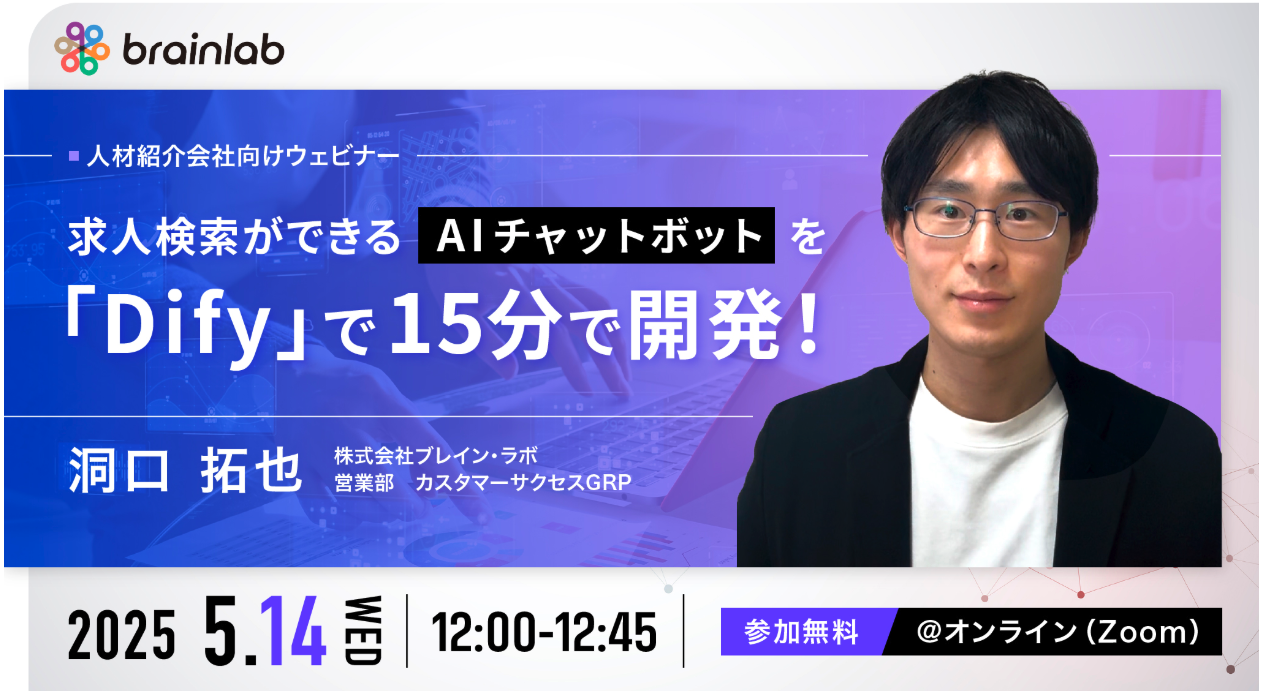 brainlab
人材紹介会社向けウェビナー
求人検索ができる AIチャットボット を
「Dify」で15分で開発!
洞口 拓也
株式会社ブレイン・ラボ
営業部 カスタマーサクセスGRP
2025 5.14 WED 12:00-12:45 参加無料 @オンライン(Zoom)